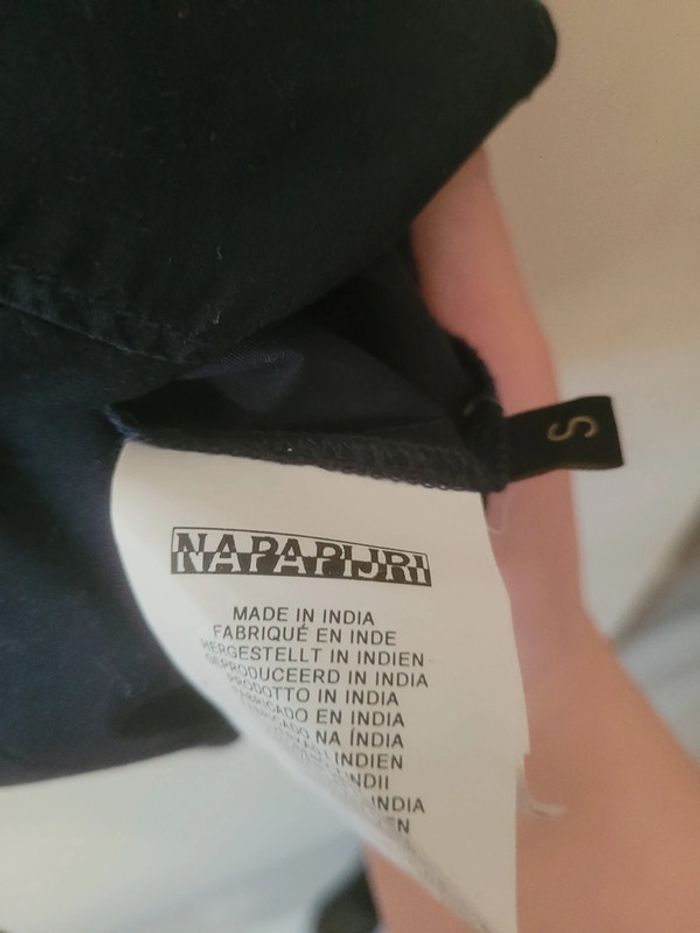 S
NAPAPIJRI
MADE IN INDIA
FABRIQUÉ EN INDE
HERGESTELLT IN INDIEN
GEPRODUCEERD IN INDIA
PRODOTTO IN INDIA
FABRICADO EN INDIA
NA ÍNDIA
INDIEN
INDIA